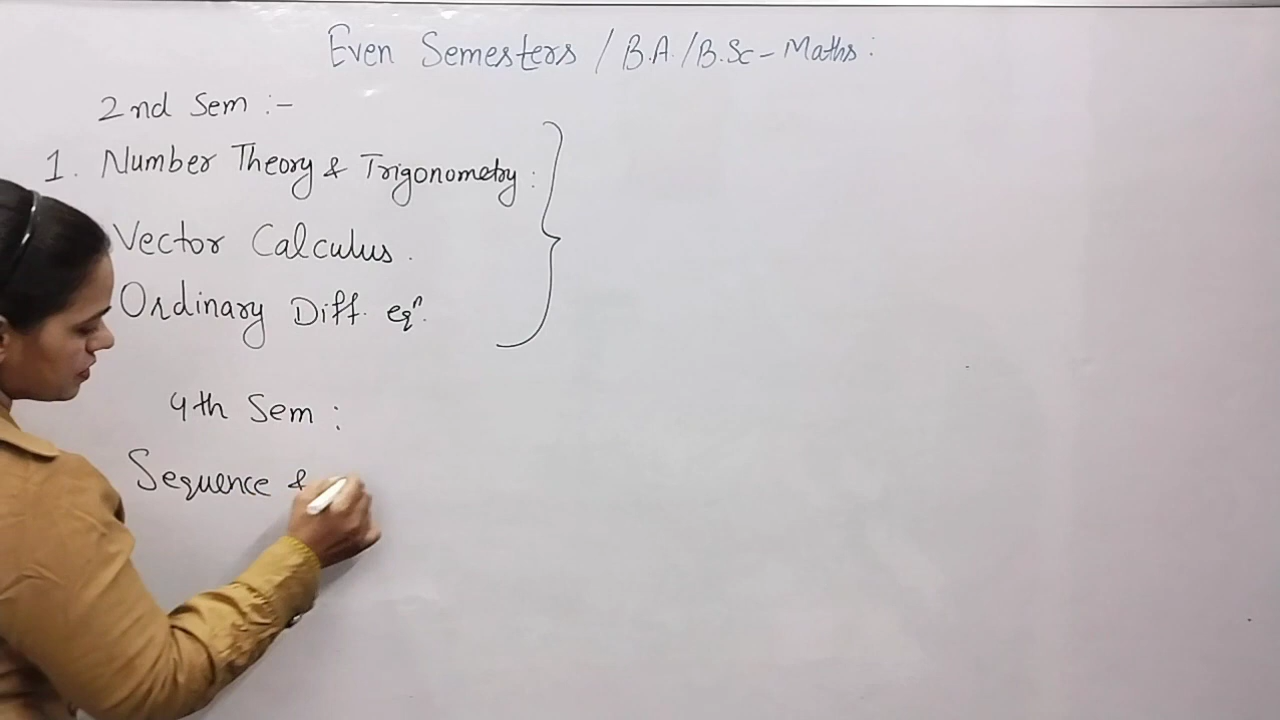 Even Semesters / B.A. / B.Sc - Maths :
2nd Sem :-
1. Number Theory & Trigonometry :
Vector Calculus .
Ordinary Diff. eqⁿ.
4th Sem :
Sequence &